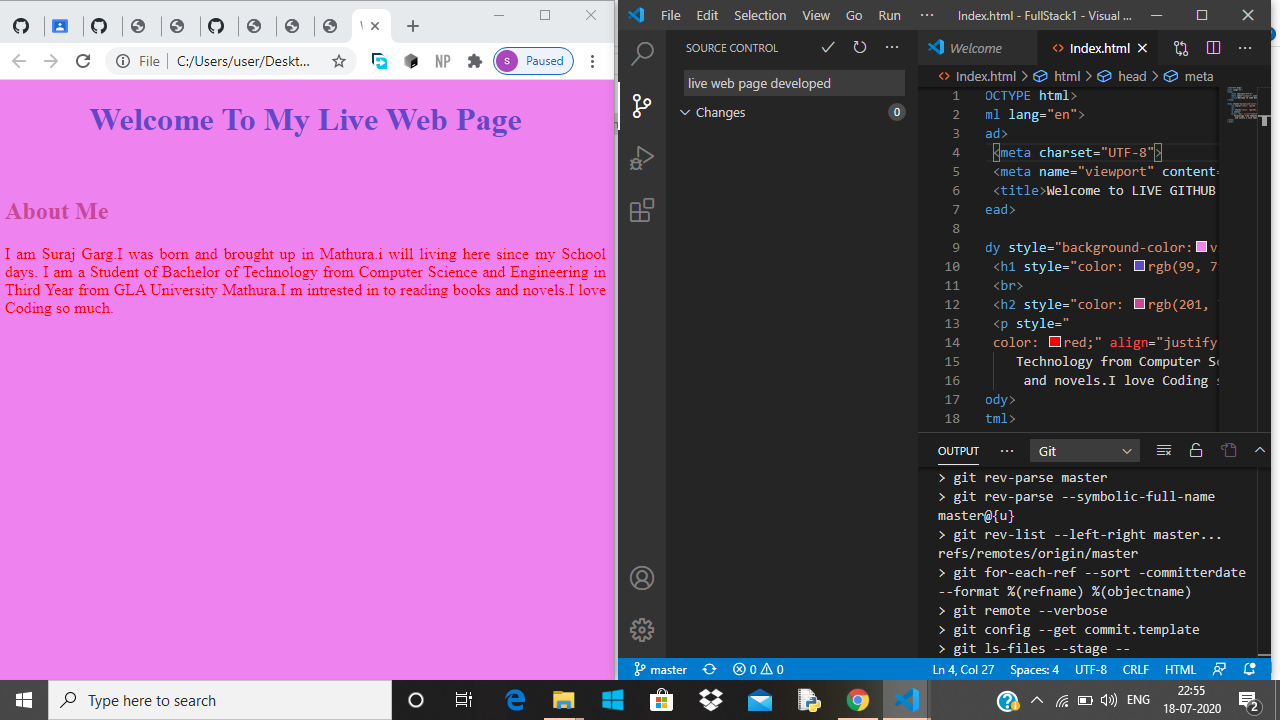 File C:/Users/user/Deskt... NP S Paused
Welcome To My Live Web Page
About Me
I am Suraj Garg.I was born and brought up in Mathura.i will living here since my School
days. I am a Student of Bachelor of Technology from Computer Science and Engineering in
Third Year from GLA University Mathura.I m intrested in to reading books and novels.I love
Coding so much.
File Edit Selection View Go Run ··· Index.html - FullStack1 - Visual ...
SOURCE CONTROL
live web page developed
Changes 0
Welcome Index.html
Index.html > html > head > meta
1 OCTYPE html>
2 ml lang="en">
3 ad>
4 <meta charset="UTF-8">
5 <meta name="viewport" content=
6 <title>Welcome to LIVE GITHUB
7 ead>
8
9 dy style="background-color: v
10 <h1 style="color: rgb(99, 7
11 <br>
12 <h2 style="color: rgb(201,
13 <p style="
14 color: red;" align="justify
15 Technology from Computer Sc
16 and novels.I love Coding s
17 ody>
18 tml>
OUTPUT ··· Git
> git rev-parse master
> git rev-parse --symbolic-full-name
master@{u}
> git rev-list --left-right master...
refs/remotes/origin/master
> git for-each-ref --sort -committerdate
--format %(refname) %(objectname)
> git remote --verbose
> git config --get commit.template
> git ls-files --stage --
master 0 0 Ln 4, Col 27 Spaces: 4 UTF-8 CRLF HTML
Type here to search
ENG 22:55
18-07-2020 2